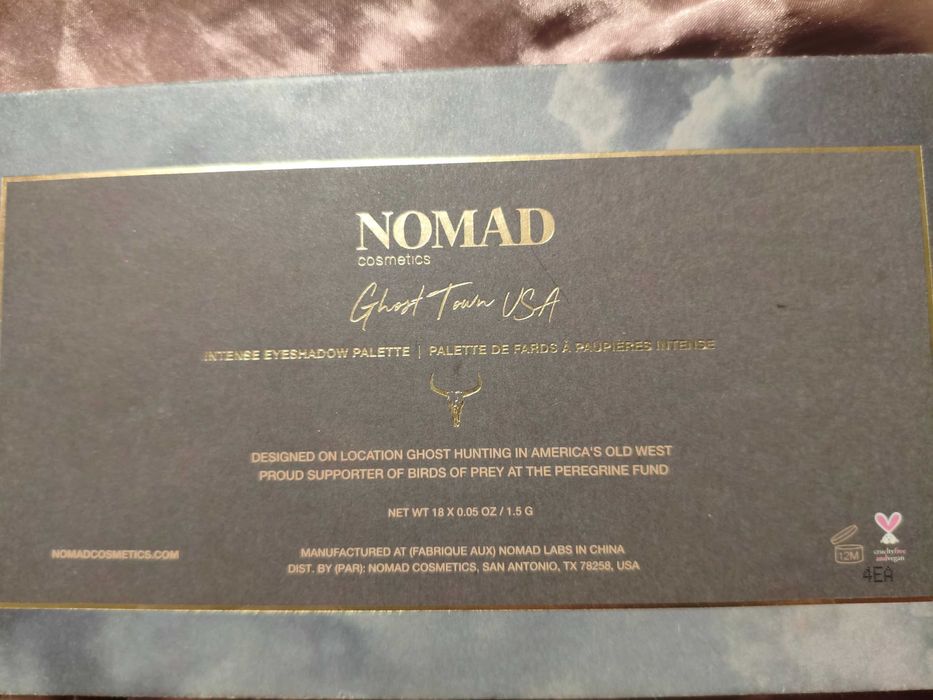 NOMAD
cosmetics
Ghost Town USA
INTENSE EYESHADOW PALETTE | PALETTE DE FARDS À PAUPIÈRES INTENSE
DESIGNED ON LOCATION GHOST HUNTING IN AMERICA'S OLD WEST
PROUD SUPPORTER OF BIRDS OF PREY AT THE PEREGRINE FUND
NET WT 18 X 0.05 OZ / 1.5 G
NOMADCOSMETICS.COM
MANUFACTURED AT (FABRIQUE AUX) NOMAD LABS IN CHINA
DIST. BY (PAR): NOMAD COSMETICS, SAN ANTONIO, TX 78258, USA
12M
crueltyfree
andvegan
4EA